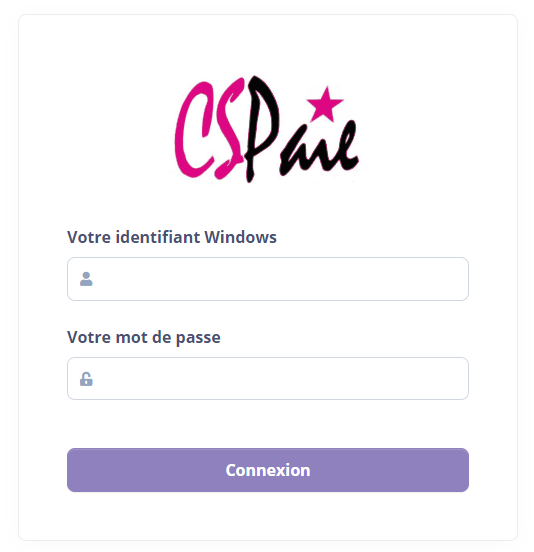 CSPaie
Votre identifiant Windows
Votre mot de passe
Connexion